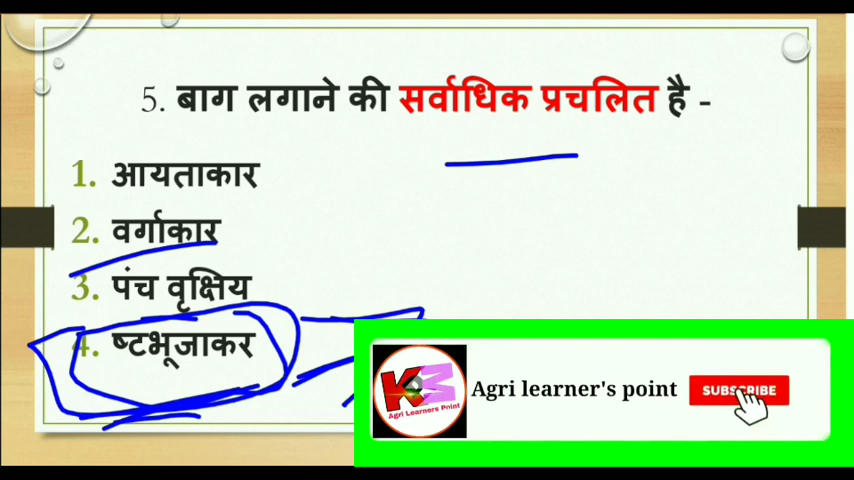 5. बाग लगाने की सर्वाधिक प्रचलित है -
1. आयताकार
2. वर्गाकार
3. पंच वृक्षिय
4. ष्टभूजाकर
Agri learner's point
SUBSCRIBE
Agri Learners Point